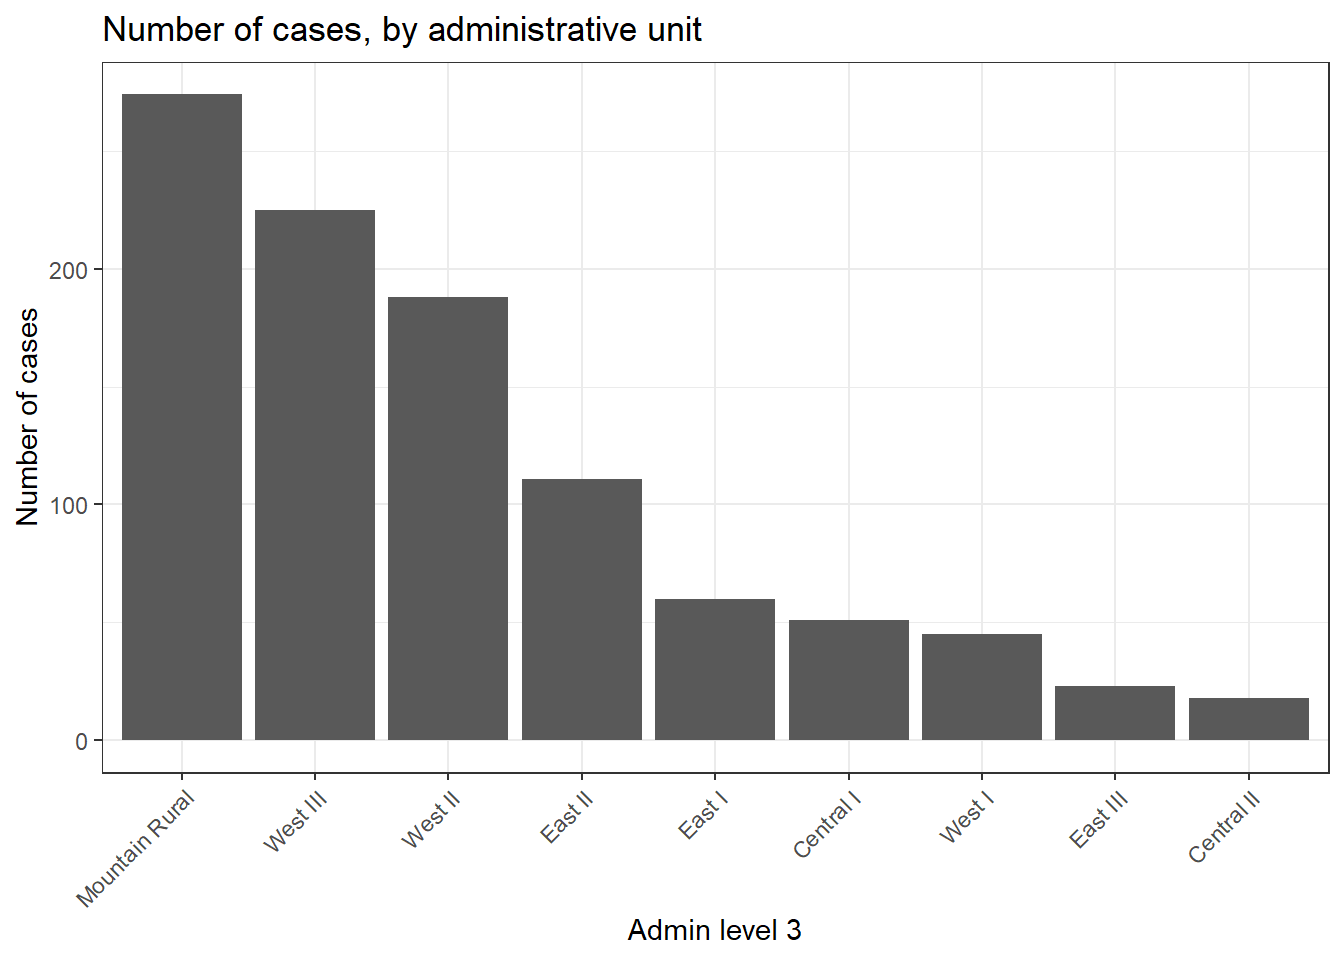 Number of cases, by administrative unit
Number of cases
200
100
0
Mountain Rural
West III
West II
East II
East I
Central I
West I
East III
Central II
Admin level 3